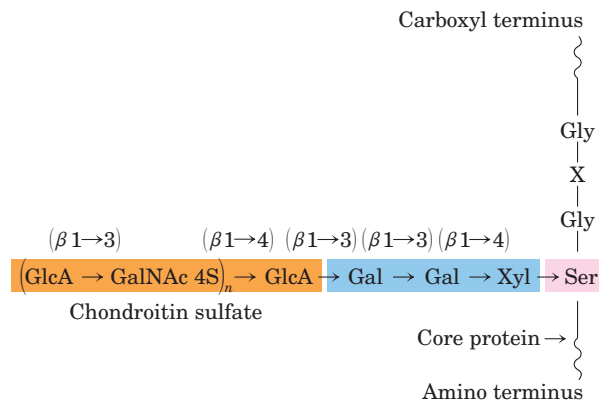 Carboxyl terminus
Gly
X
Gly
(β1→3) (β1→4) (β1→3) (β1→3) (β1→4)
(GlcA → GalNAc 4S)n → GlcA → Gal → Gal → Xyl → Ser
Chondroitin sulfate
Core protein →
Amino terminus